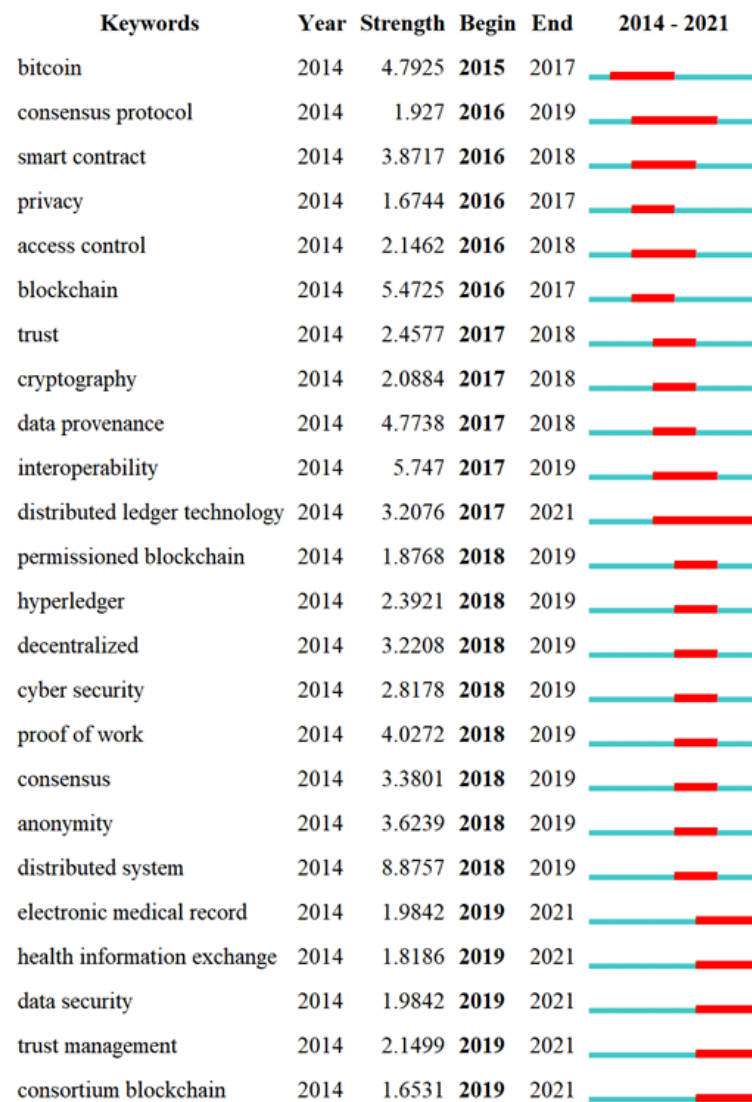 Keywords Year Strength Begin End 2014 - 2021
bitcoin 2014 4.7925 2015 2017
consensus protocol 2014 1.927 2016 2019
smart contract 2014 3.8717 2016 2018
privacy 2014 1.6744 2016 2017
access control 2014 2.1462 2016 2018
blockchain 2014 5.4725 2016 2017
trust 2014 2.4577 2017 2018
cryptography 2014 2.0884 2017 2018
data provenance 2014 4.7738 2017 2018
interoperability 2014 5.747 2017 2019
distributed ledger technology 2014 3.2076 2017 2021
permissioned blockchain 2014 1.8768 2018 2019
hyperledger 2014 2.3921 2018 2019
decentralized 2014 3.2208 2018 2019
cyber security 2014 2.8178 2018 2019
proof of work 2014 4.0272 2018 2019
consensus 2014 3.3801 2018 2019
anonymity 2014 3.6239 2018 2019
distributed system 2014 8.8757 2018 2019
electronic medical record 2014 1.9842 2019 2021
health information exchange 2014 1.8186 2019 2021
data security 2014 1.9842 2019 2021
trust management 2014 2.1499 2019 2021
consortium blockchain 2014 1.6531 2019 2021